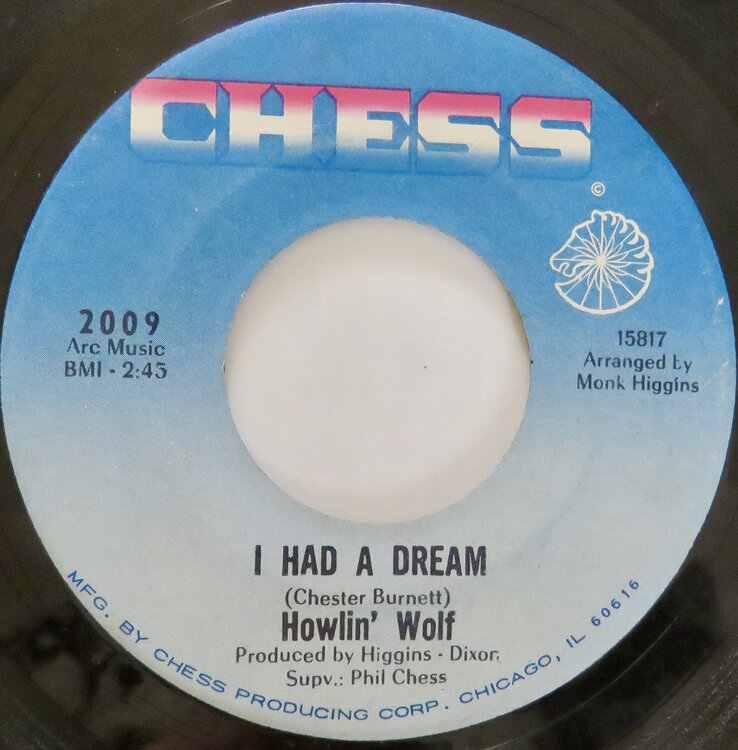 CHESS
©
2009
Arc Music
BMI - 2:45
15817
Arranged by
Monk Higgins
I HAD A DREAM
(Chester Burnett)
Howlin' Wolf
Produced by Higgins - Dixon
Supv.: Phil Chess
MFG. BY CHESS PRODUCING CORP. CHICAGO, IL 60616